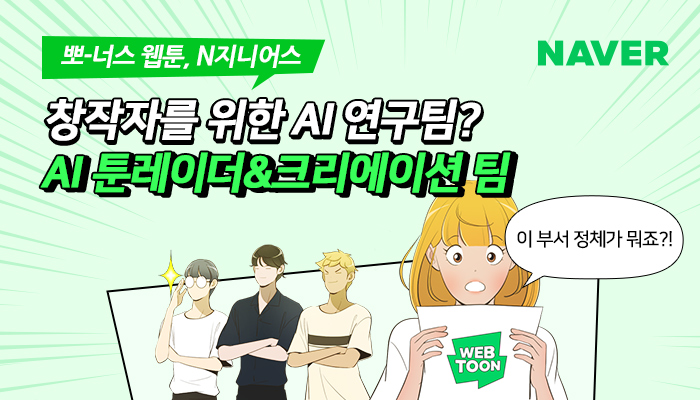 뽀-너스 웹툰, N지니어스
NAVER
창작자를 위한 AI 연구팀?
AI 툰레이더&크리에이션 팀
이 부서 정체가 뭐죠?!
WEB
TOON